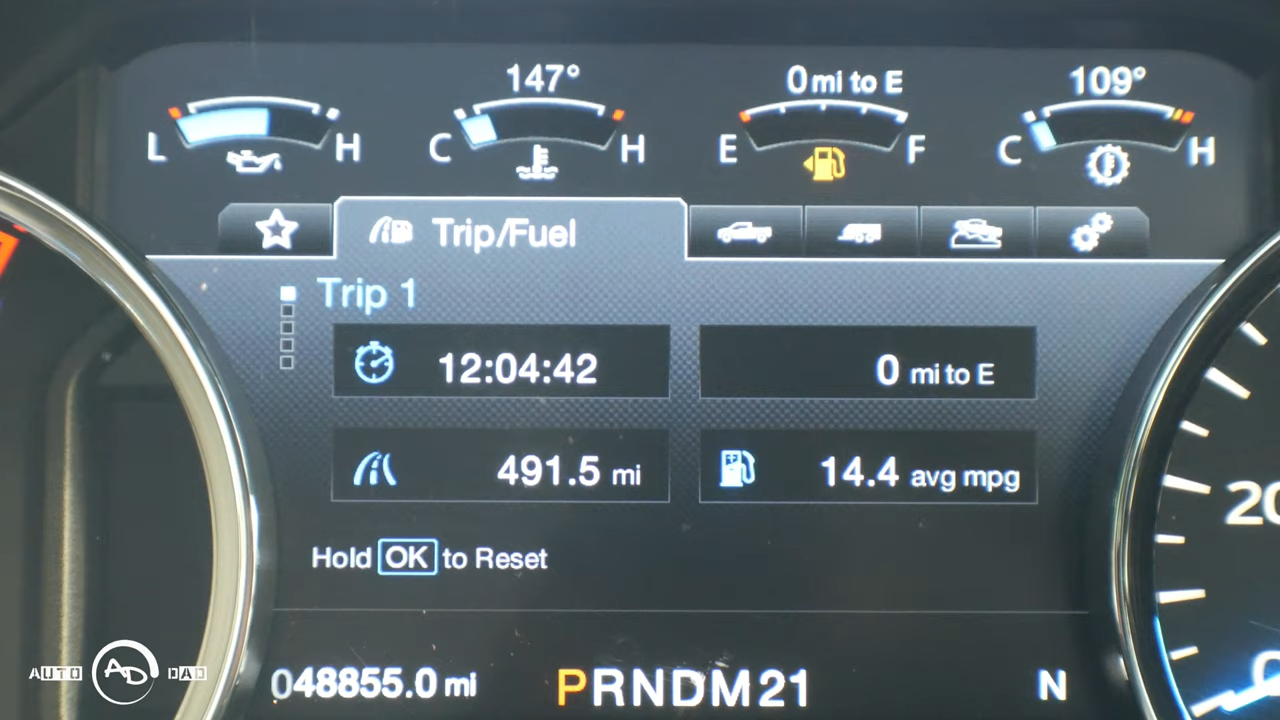 147° 0 mi to E 109°
L H C H E F C H
Trip/Fuel
Trip 1
12:04:42 0 mi to E
491.5 mi 14.4 avg mpg
Hold OK to Reset
20
0
AUTO AD DAD
048855.0 mi PRNDM21 N